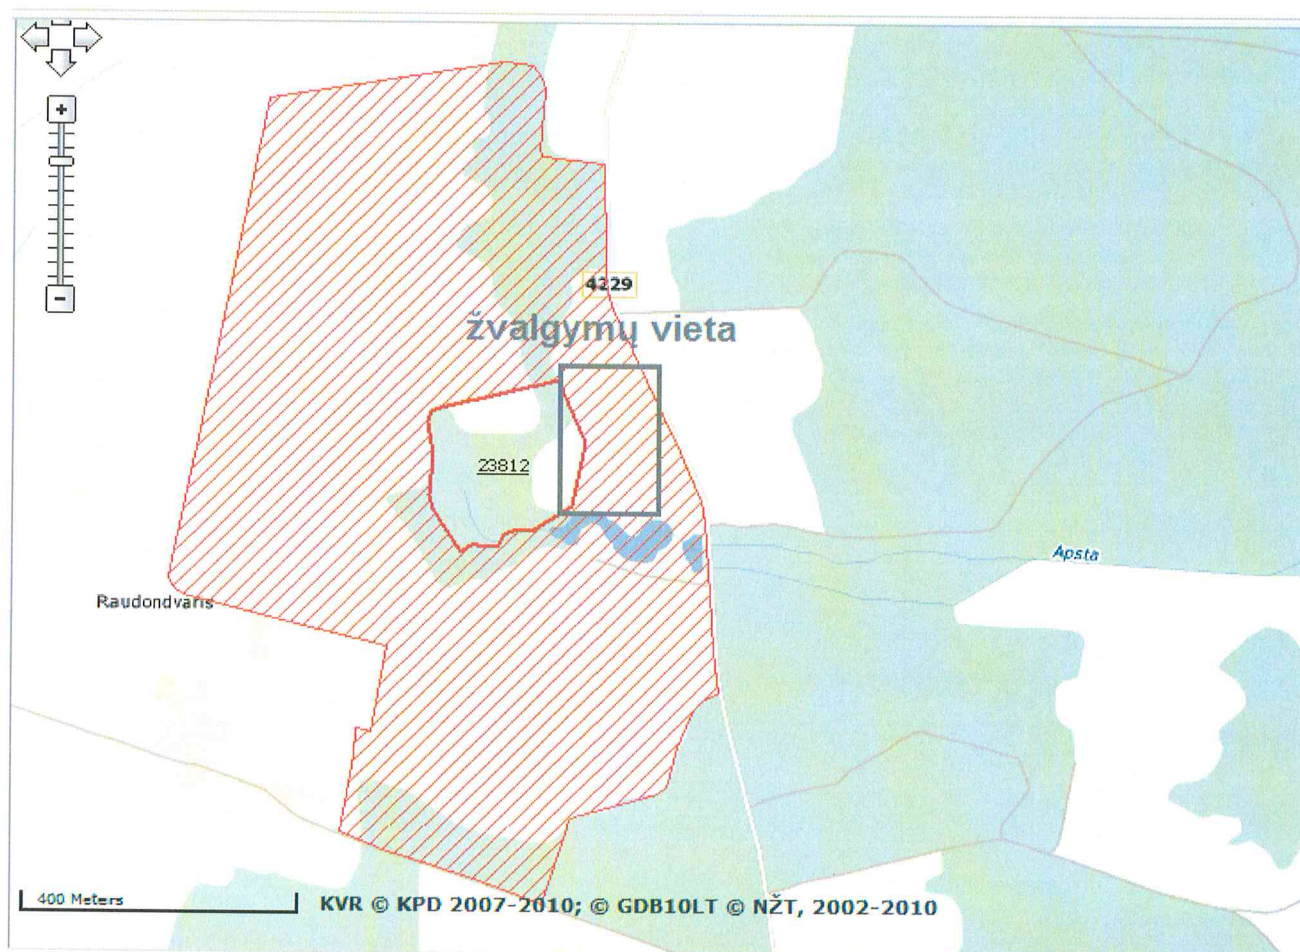 4229
žvalgymų vieta
23812
Apsta
Raudondvaris
400 Meters
KVR © KPD 2007-2010; © GDB10LT © NŽT, 2002-2010